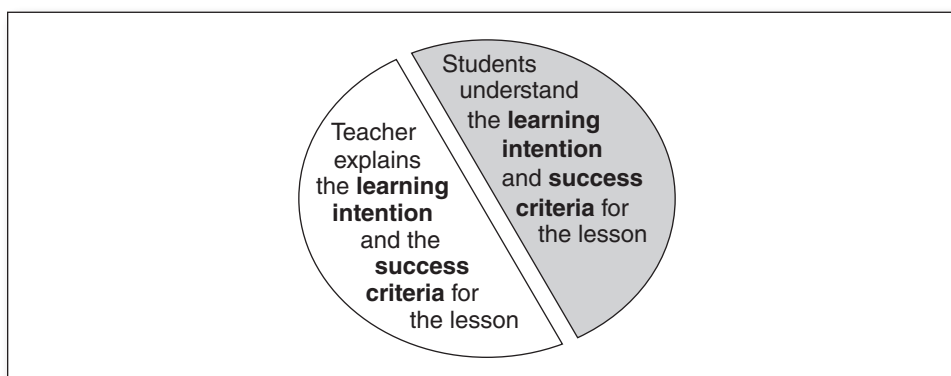 Teacher
explains
the learning
intention
and the
success
criteria for
the lesson
Students
understand
the learning
intention
and success
criteria for
the lesson